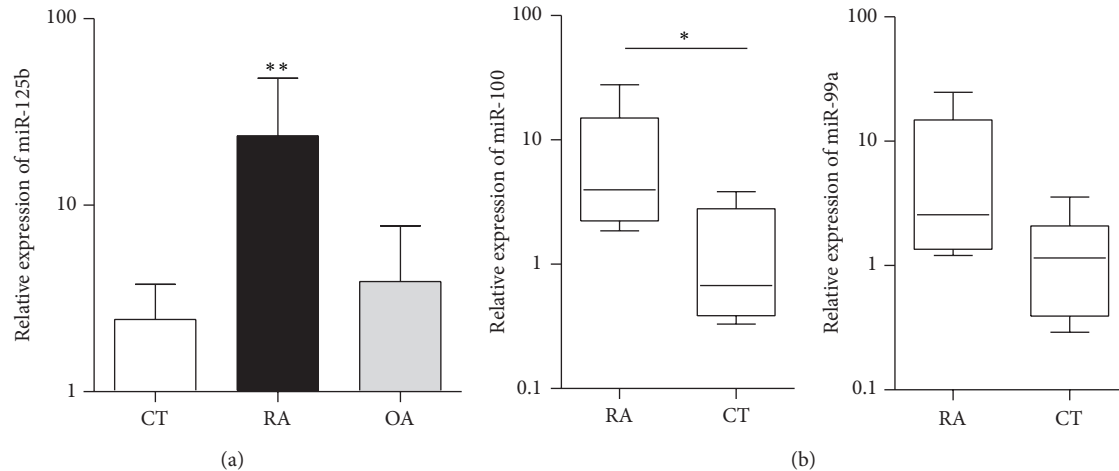 Relative expression of miR-125b
100
10
1
**
CT RA OA
(a)
Relative expression of miR-100
100
10
1
0.1
*
RA CT
Relative expression of miR-99a
100
10
1
0.1
RA CT
(b)